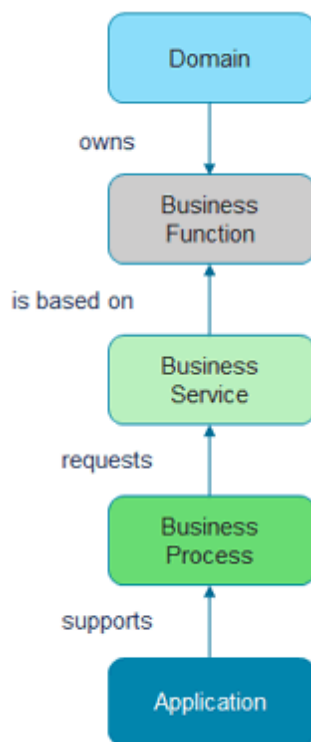 Domain
owns
Business
Function
is based on
Business
Service
requests
Business
Process
supports
Application